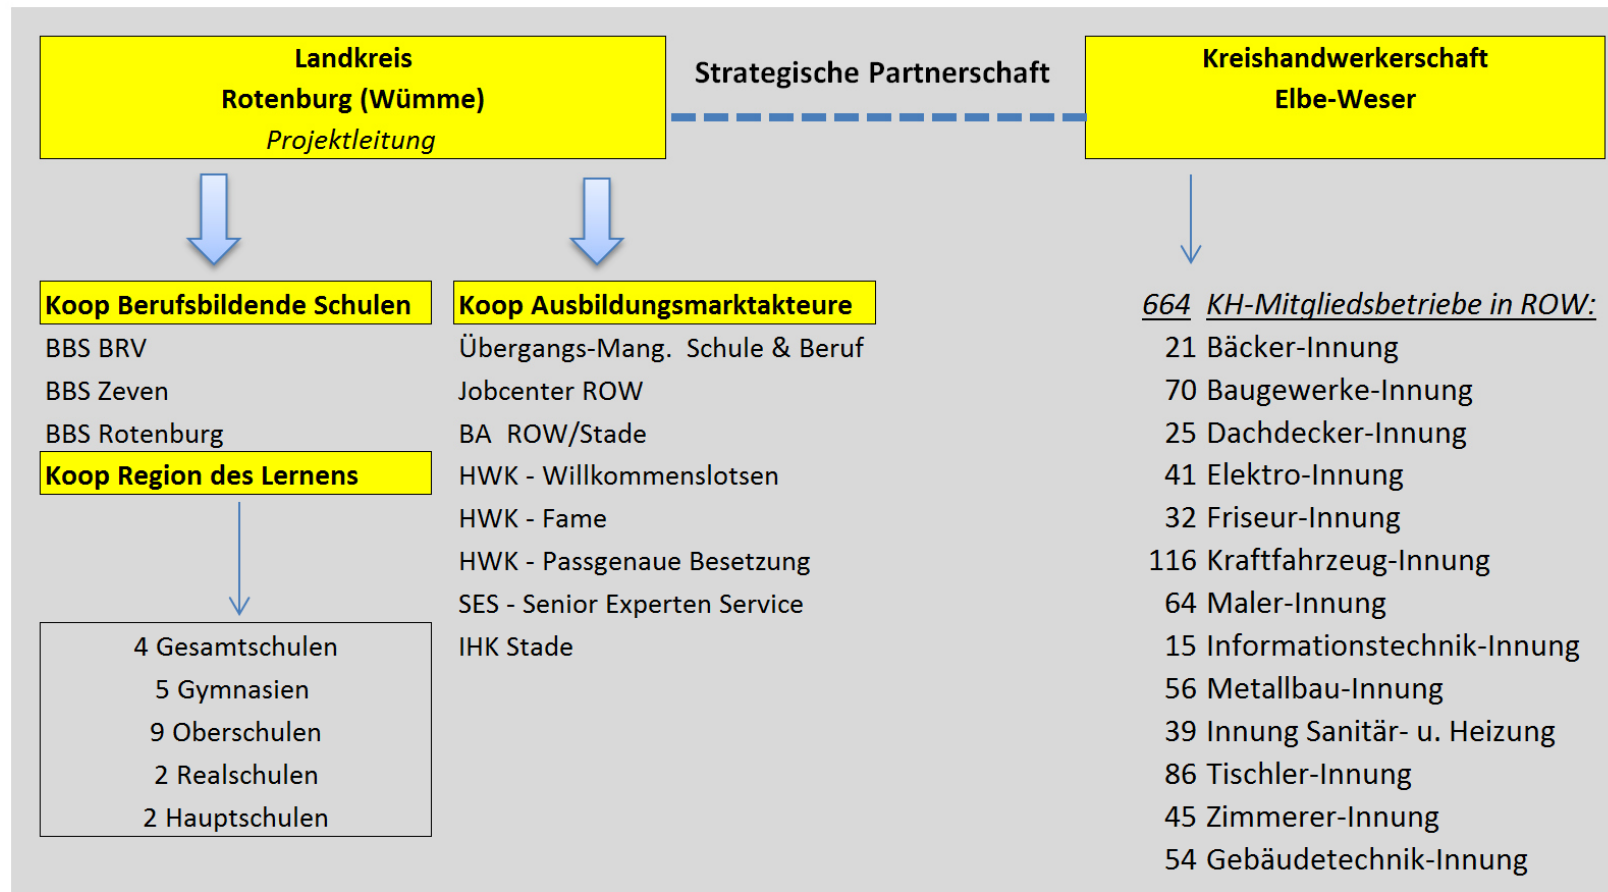 Landkreis
Rotenburg (Wümme)
Projektleitung
Strategische Partnerschaft
Kreishandwerkerschaft
Elbe-Weser
Koop Berufsbildende Schulen
BBS BRV
BBS Zeven
BBS Rotenburg
Koop Region des Lernens
4 Gesamtschulen
5 Gymnasien
9 Oberschulen
2 Realschulen
2 Hauptschulen
Koop Ausbildungsmarktakteure
Übergangs-Mang.  Schule & Beruf
Jobcenter ROW
BA  ROW/Stade
HWK - Willkommenslotsen
HWK - Fame
HWK - Passgenaue Besetzung
SES - Senior Experten Service
IHK Stade
664 KH-Mitgliedsbetriebe in ROW:
21 Bäcker-Innung
70 Baugewerke-Innung
25 Dachdecker-Innung
41 Elektro-Innung
32 Friseur-Innung
116 Kraftfahrzeug-Innung
64 Maler-Innung
15 Informationstechnik-Innung
56 Metallbau-Innung
39 Innung Sanitär- u. Heizung
86 Tischler-Innung
45 Zimmerer-Innung
54 Gebäudetechnik-Innung